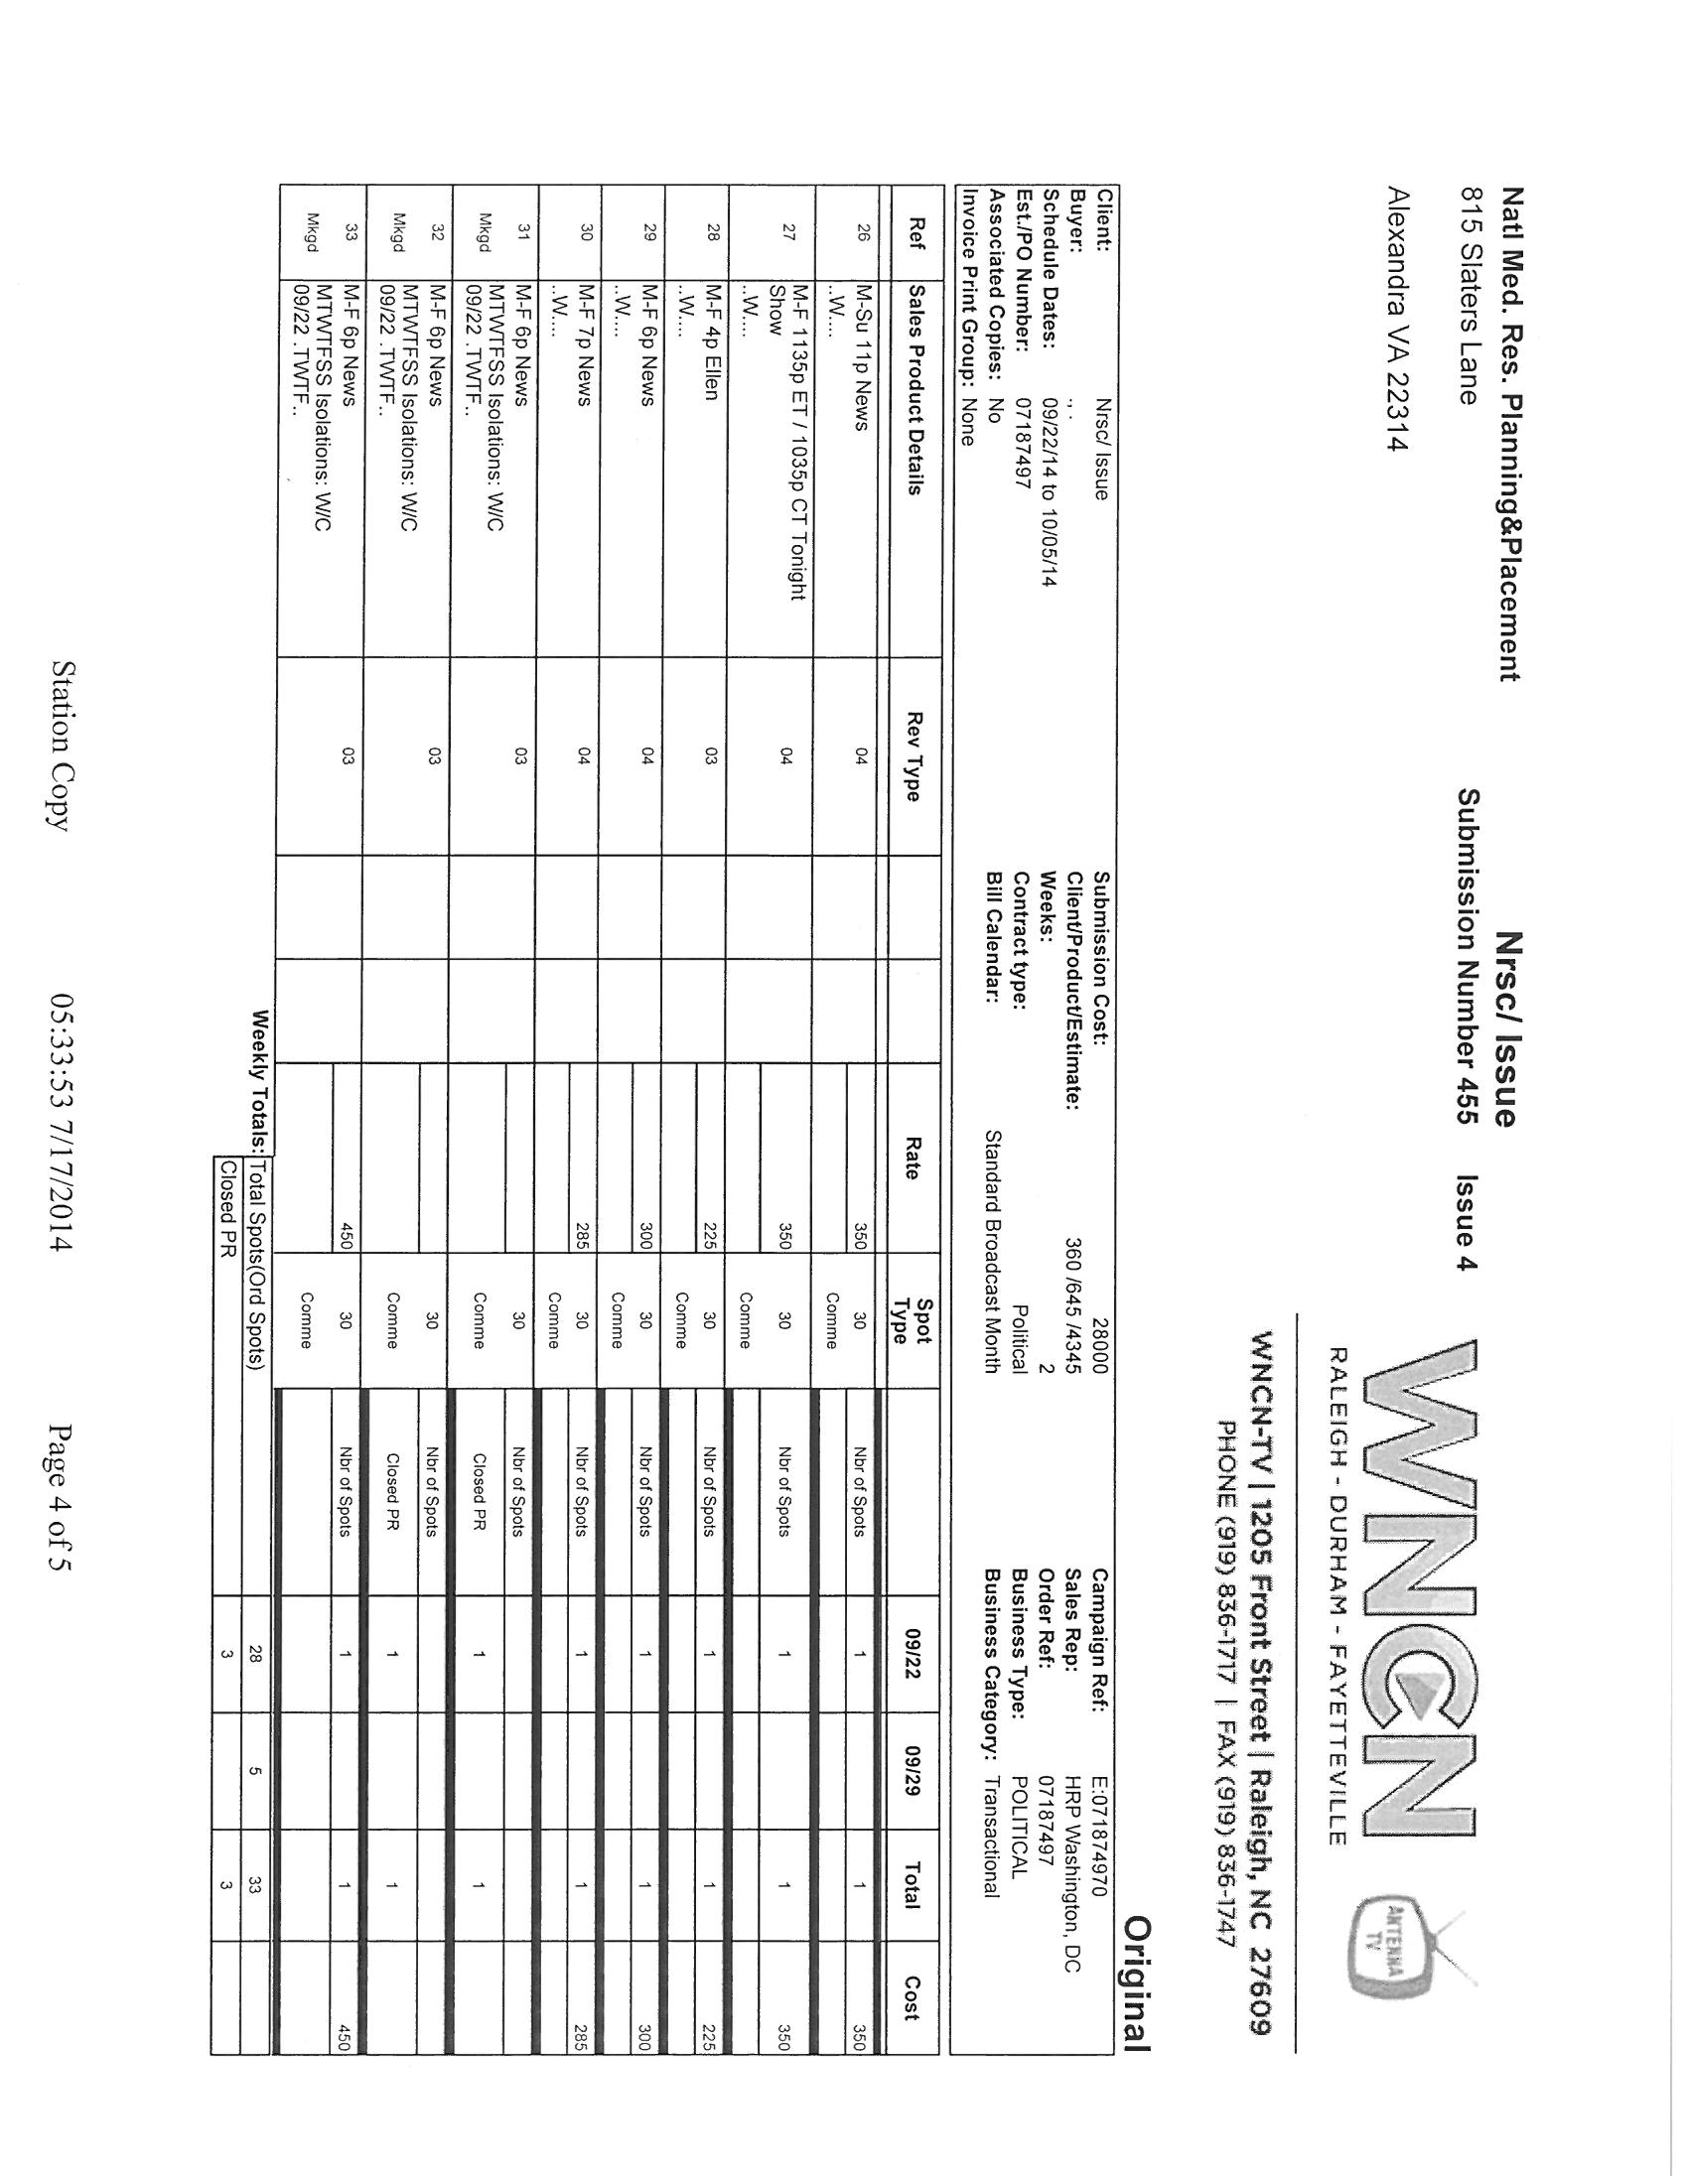 Natl Med. Res. Planning&Placement
815 Slaters Lane
Alexandra VA 22314
Nrsc/ Issue
Submission Number 455 Issue 4
WNCN
RALEIGH - DURHAM - FAYETTEVILLE
ANTENNA TV
WNCN-TV | 1205 Front Street | Raleigh, NC 27609
PHONE (919) 836-1717 | FAX (919) 836-1747
Original
Client: Nrsc/ Issue Submission Cost: 28000 Campaign Ref: E:071874970
Buyer: ., . Client/Product/Estimate: 360 /645 /4345 Sales Rep: HRP Washington, DC
Schedule Dates: 09/22/14 to 10/05/14 Weeks: 2 Order Ref: 07187497
Est./PO Number: 07187497 Contract type: Political Business Type: POLITICAL
Associated Copies: No Bill Calendar: Standard Broadcast Month Business Category: Transactional
Invoice Print Group: None
Ref Sales Product Details Rev Type Rate Spot Type 09/22 09/29 Total Cost
26 M-Su 11p News 04 350 30 Nbr of Spots 1 1 350
..W.... Comme
27 M-F 1135p ET / 1035p CT Tonight Show 04 350 30 Nbr of Spots 1 1 350
..W.... Comme
28 M-F 4p Ellen 03 225 30 Nbr of Spots 1 1 225
..W.... Comme
29 M-F 6p News 04 300 30 Nbr of Spots 1 1 300
..W.... Comme
30 M-F 7p News 04 285 30 Nbr of Spots 1 1 285
..W.... Comme
31 M-F 6p News 03 30 Nbr of Spots
Mkgd MTWTFSS Isolations: W/C Comme Closed PR 1 1
09/22 .TWTF..
32 M-F 6p News 03 30 Nbr of Spots
Mkgd MTWTFSS Isolations: W/C Comme Closed PR 1 1
09/22 .TWTF..
33 M-F 6p News 03 450 30 Nbr of Spots 1 1 450
Mkgd MTWTFSS Isolations: W/C Comme
09/22 .TWTF..
Weekly Totals: Total Spots(Ord Spots) 28 5 33
Closed PR 3 3
Station Copy 05:33:53 7/17/2014 Page 4 of 5